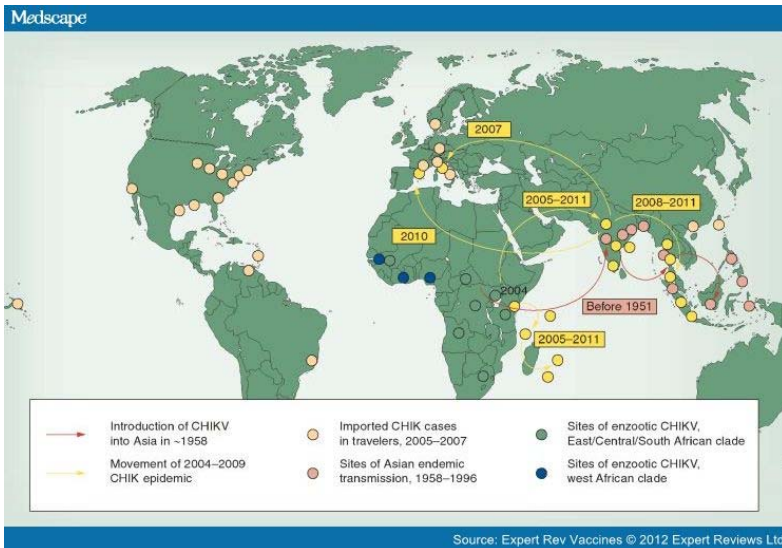 Medscape
2007
2005–2011
2008–2011
2010
2004
Before 1951
2005–2011
Introduction of CHIKV
into Asia in ~1958
Movement of 2004–2009
CHIK epidemic
Imported CHIK cases
in travelers, 2005–2007
Sites of Asian endemic
transmission, 1958–1996
Sites of enzootic CHIKV,
East/Central/South African clade
Sites of enzootic CHIKV,
west African clade
Source: Expert Rev Vaccines © 2012 Expert Reviews Ltd